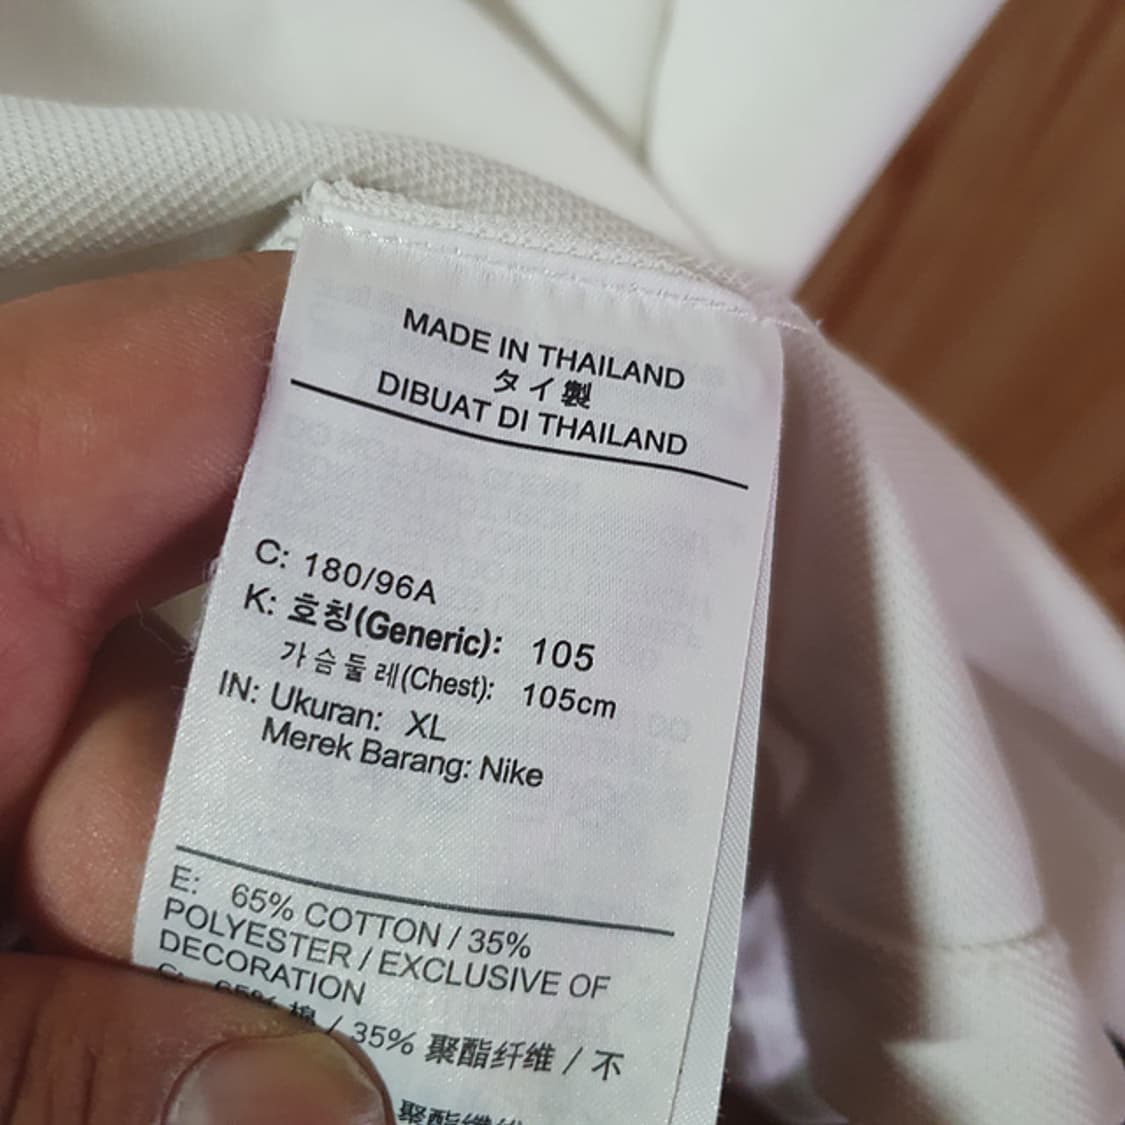 MADE IN THAILAND
タイ製
DIBUAT DI THAILAND
C: 180/96A
K: 호칭(Generic): 105
가슴둘레(Chest): 105cm
IN: Ukuran: XL
Merek Barang: Nike
E: 65% COTTON / 35%
POLYESTER / EXCLUSIVE OF
DECORATION
棉 / 35% 聚酯纤维 / 不